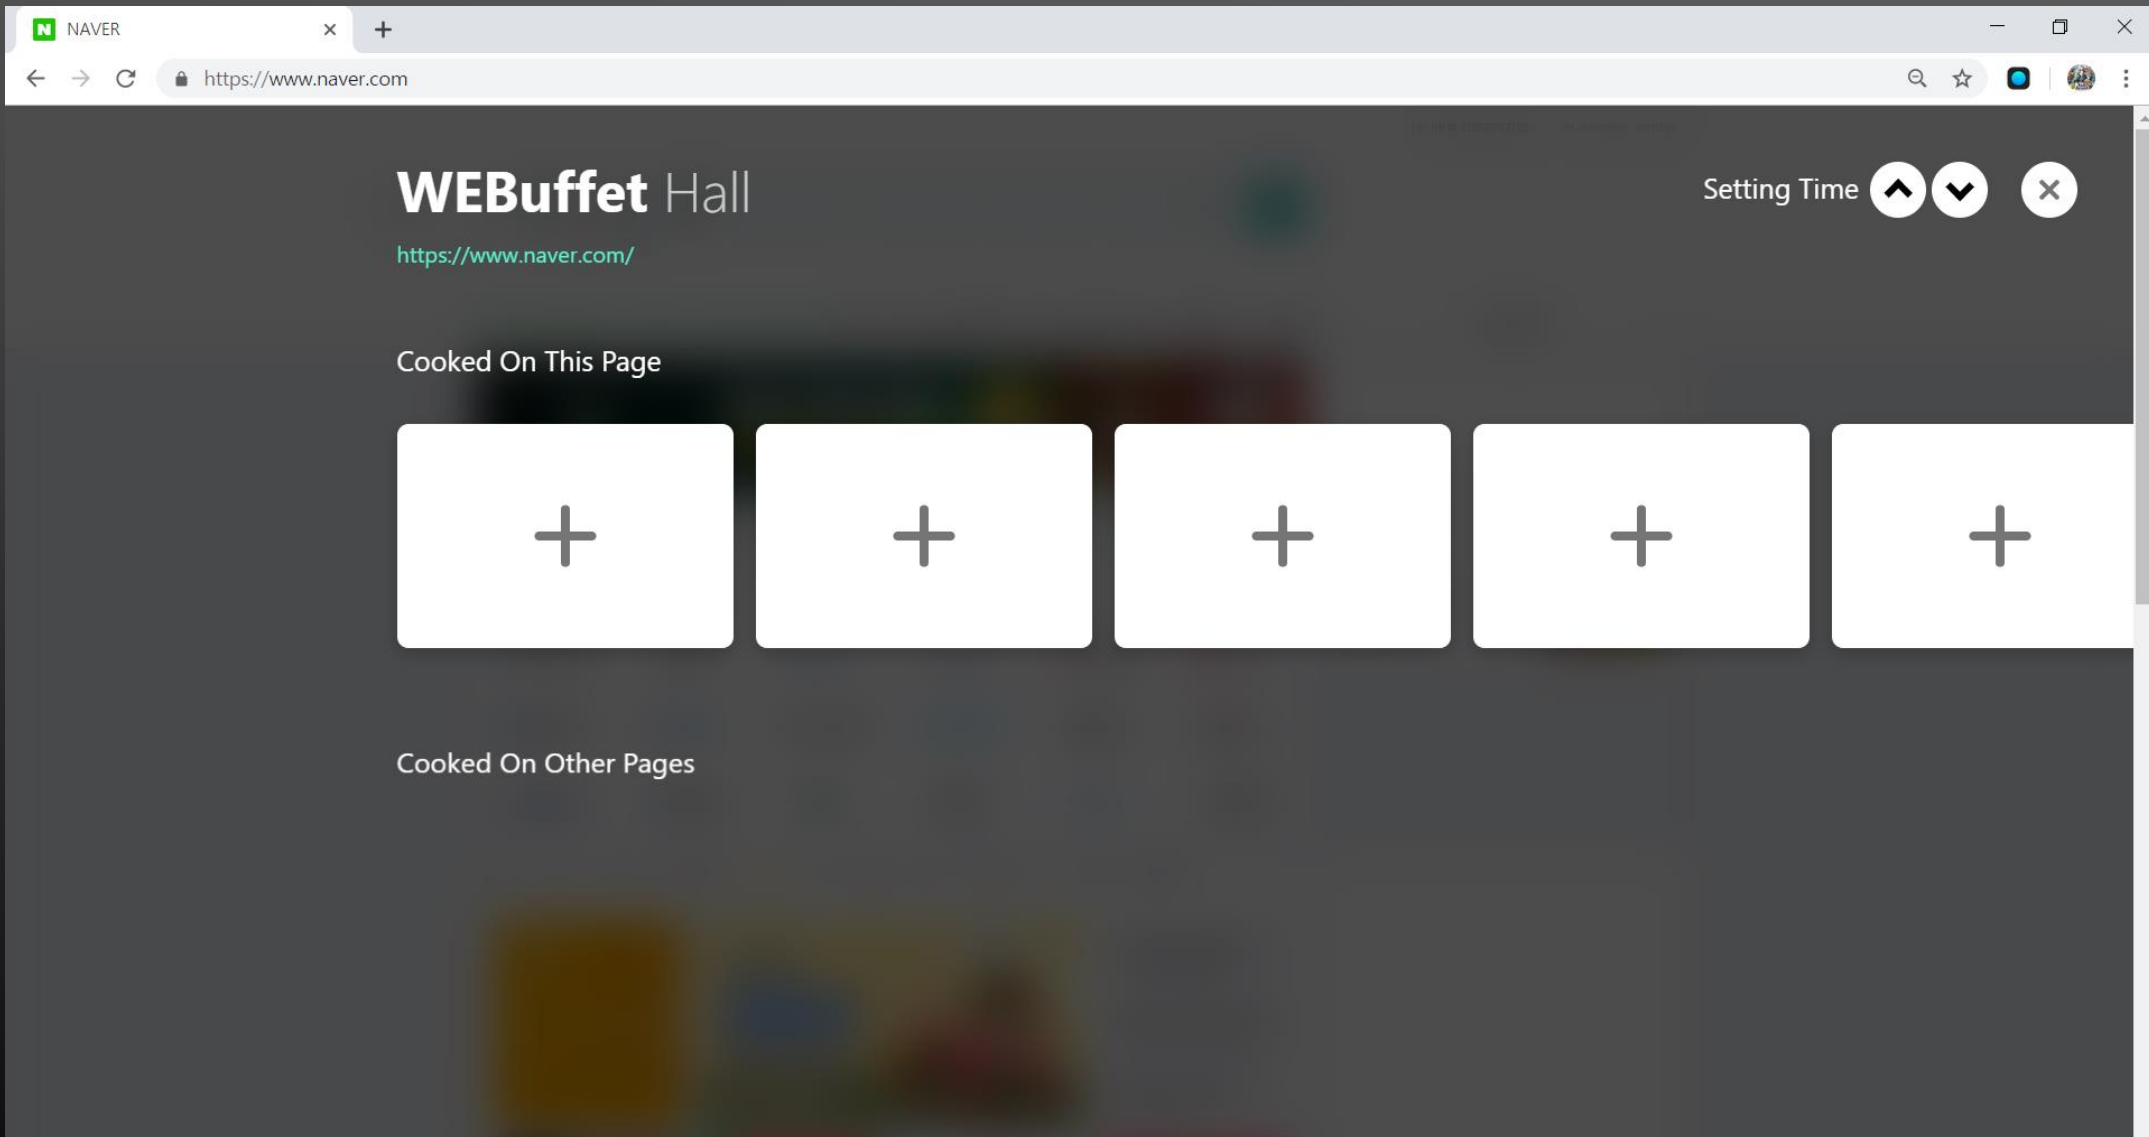 NAVER
https://www.naver.com
WEBuffet Hall
Setting Time
https://www.naver.com/
Cooked On This Page
Cooked On Other Pages